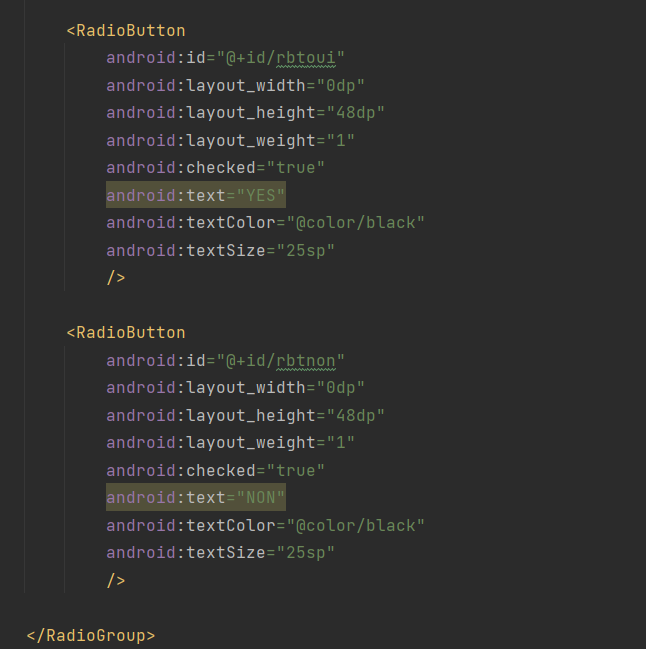 <RadioButton
android:id="@+id/rbtoui"
android:layout_width="0dp"
android:layout_height="48dp"
android:layout_weight="1"
android:checked="true"
android:text="YES"
android:textColor="@color/black"
android:textSize="25sp"
/>
<RadioButton
android:id="@+id/rbtnon"
android:layout_width="0dp"
android:layout_height="48dp"
android:layout_weight="1"
android:checked="true"
android:text="NON"
android:textColor="@color/black"
android:textSize="25sp"
/>
</RadioGroup>